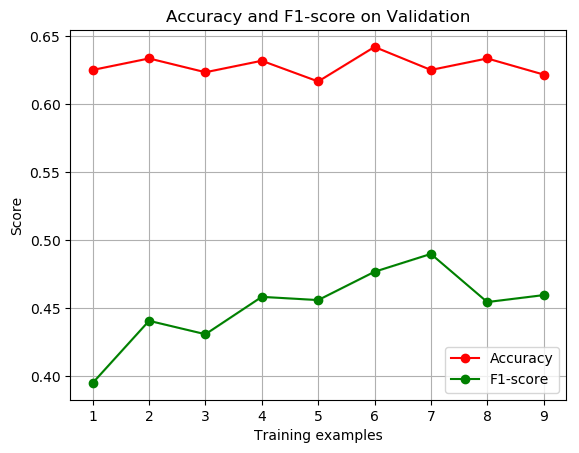 Accuracy and F1-score on Validation
0.65
0.60
0.55
0.50
0.45
0.40
Score
Accuracy
F1-score
1 2 3 4 5 6 7 8 9
Training examples